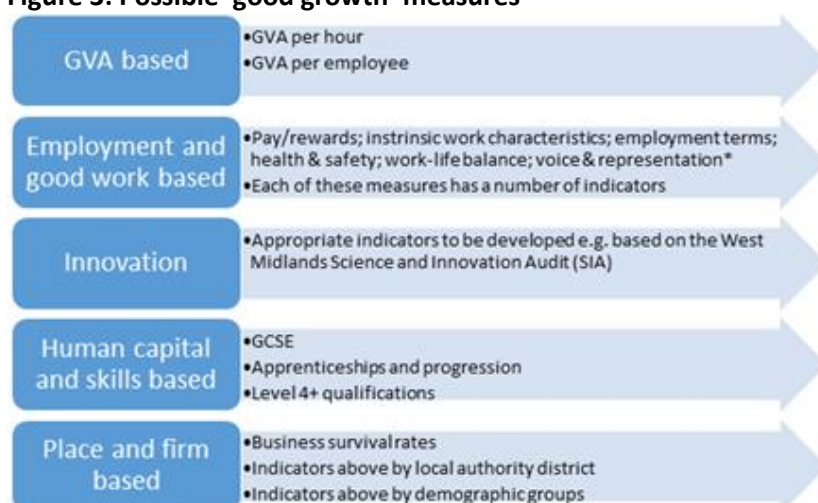 Figure 3: Possible 'good growth' measures
GVA based
•GVA per hour
•GVA per employee
Employment and
good work based
•Pay/rewards; instrinsic work characteristics; employment terms;
health & safety; work-life balance; voice & representation*
•Each of these measures has a number of indicators
Innovation
•Appropriate indicators to be developed e.g. based on the West
Midlands Science and Innovation Audit (SIA)
Human capital
and skills based
•GCSE
•Apprenticeships and progression
•Level 4+ qualifications
Place and firm
based
•Business survival rates
•Indicators above by local authority district
•Indicators above by demographic groups